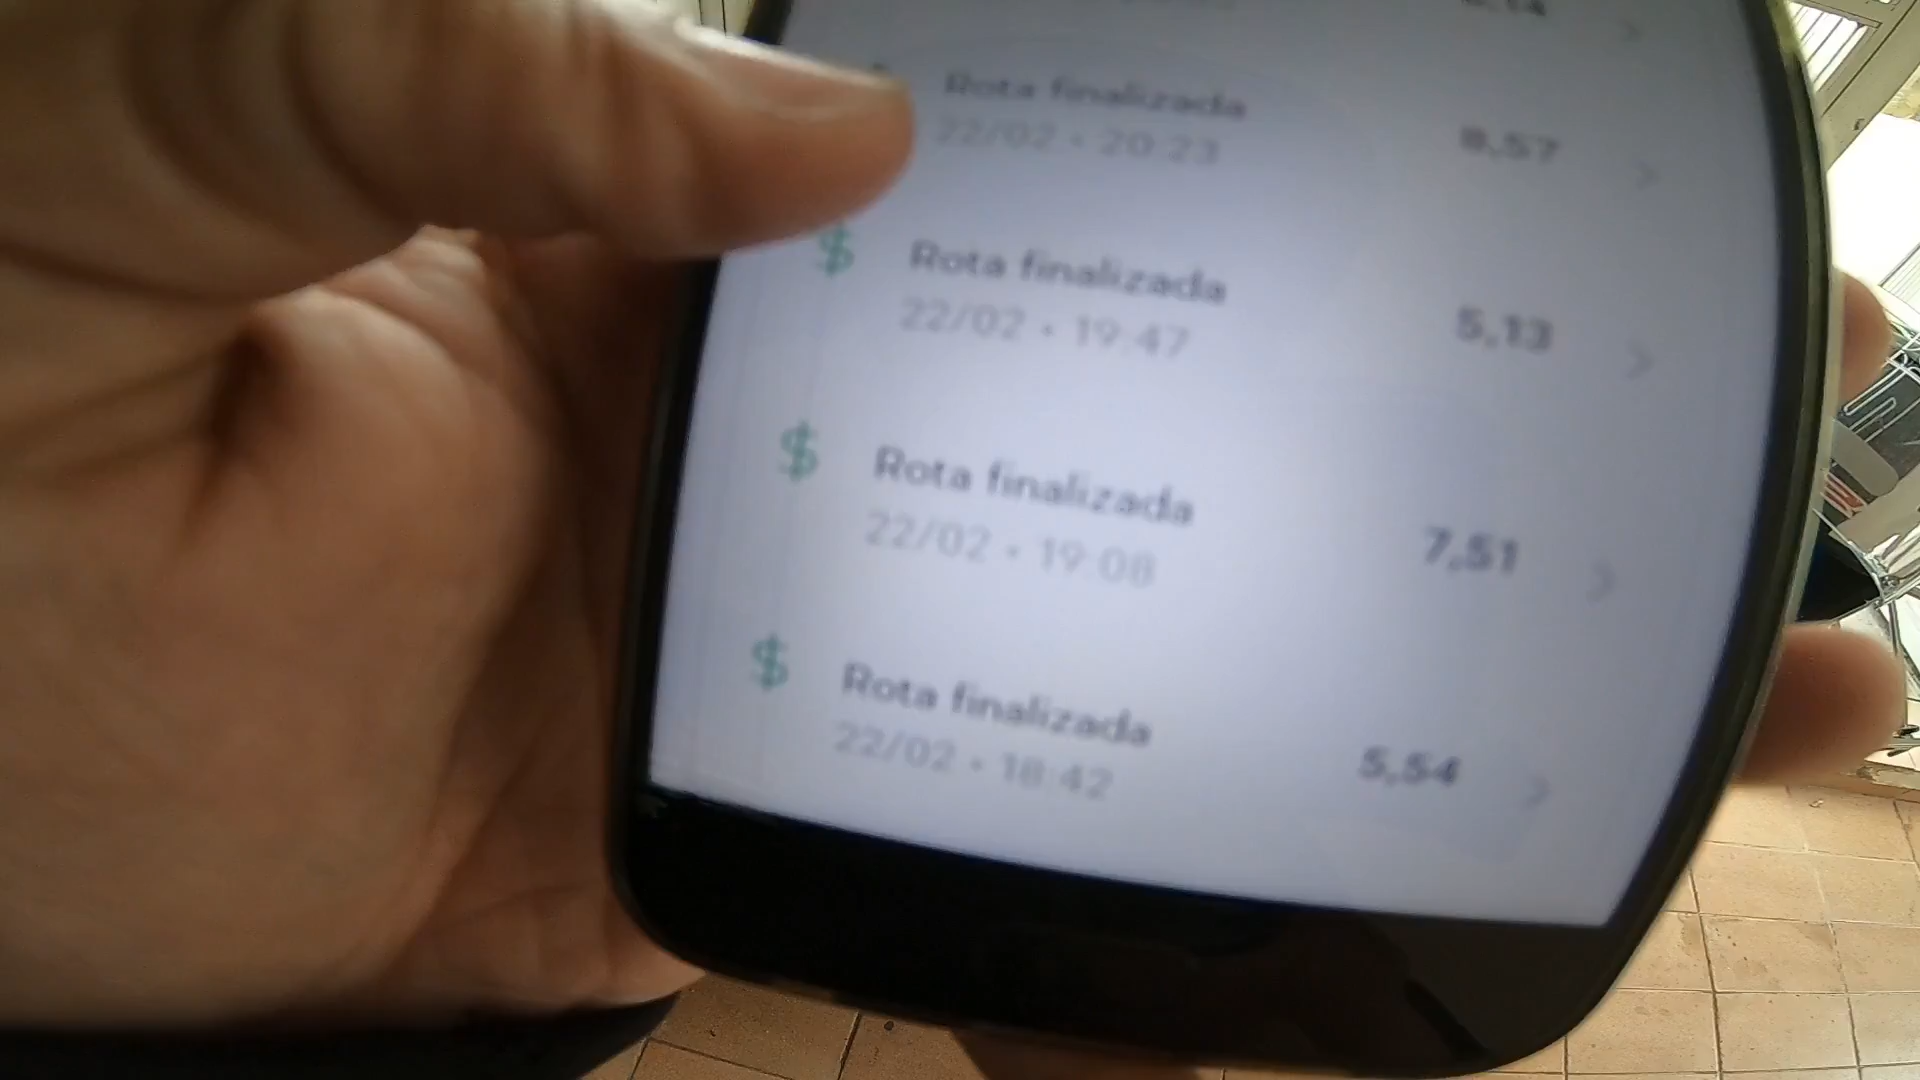 Rota finalizada
22/02 • 20:23
8,57
Rota finalizada
22/02 • 19:47
5,13
$
Rota finalizada
22/02 • 19:08
7,51
$
Rota finalizada
22/02 • 18:42
5,54
$